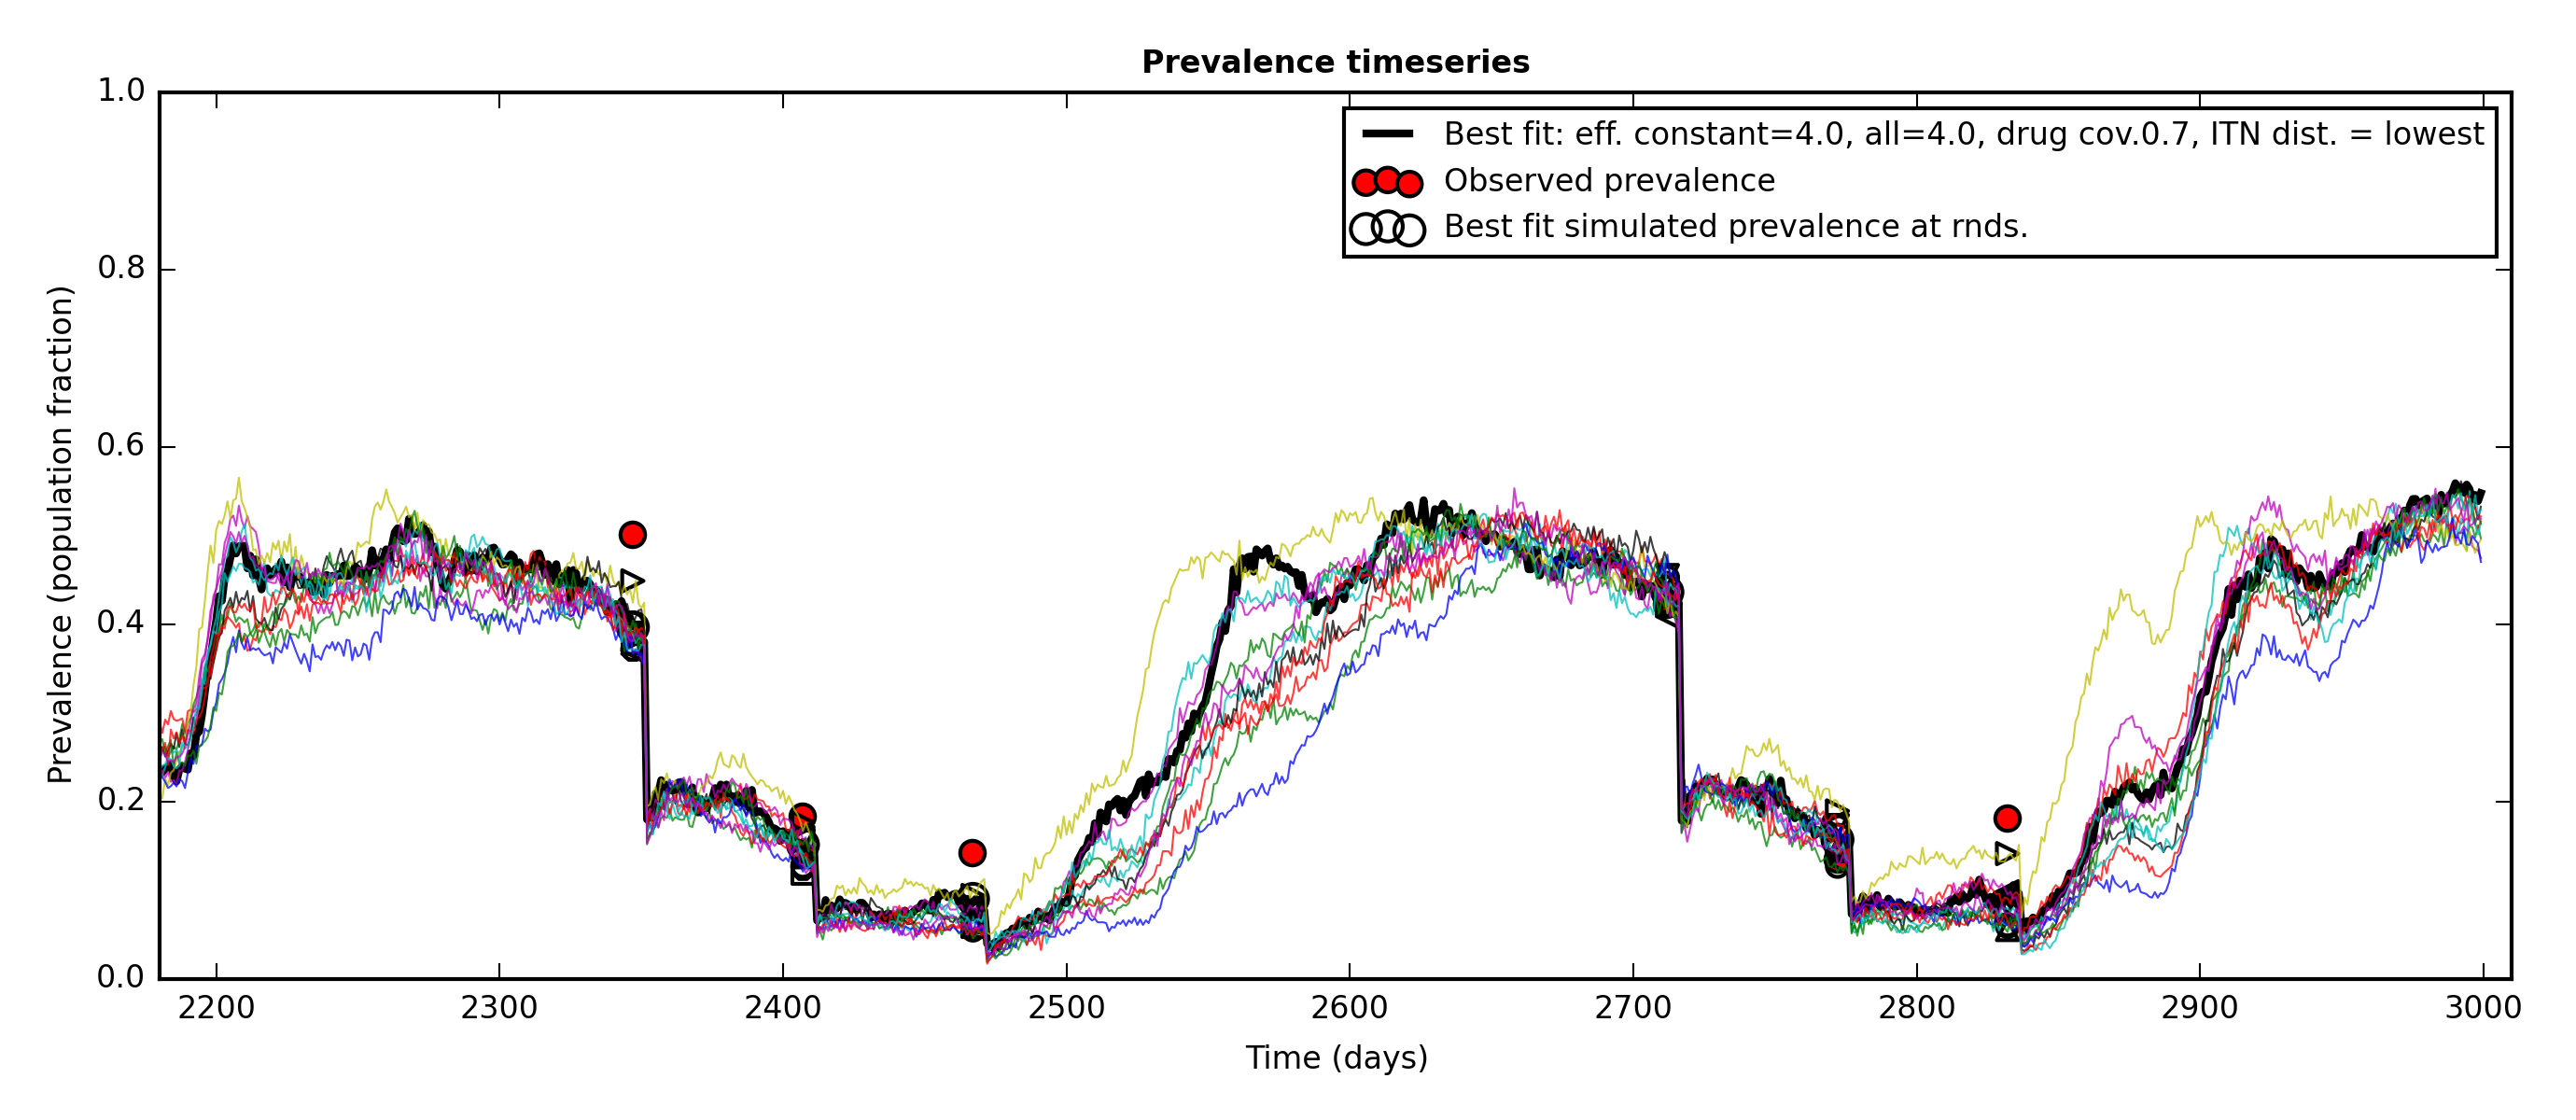 Prevalence timeseries
Best fit: eff. constant=4.0, all=4.0, drug cov.0.7, ITN dist. = lowest
Observed prevalence
Best fit simulated prevalence at rnds.
Prevalence (population fraction)
1.0
0.8
0.6
0.4
0.2
0.0
2200 2300 2400 2500 2600 2700 2800 2900 3000
Time (days)